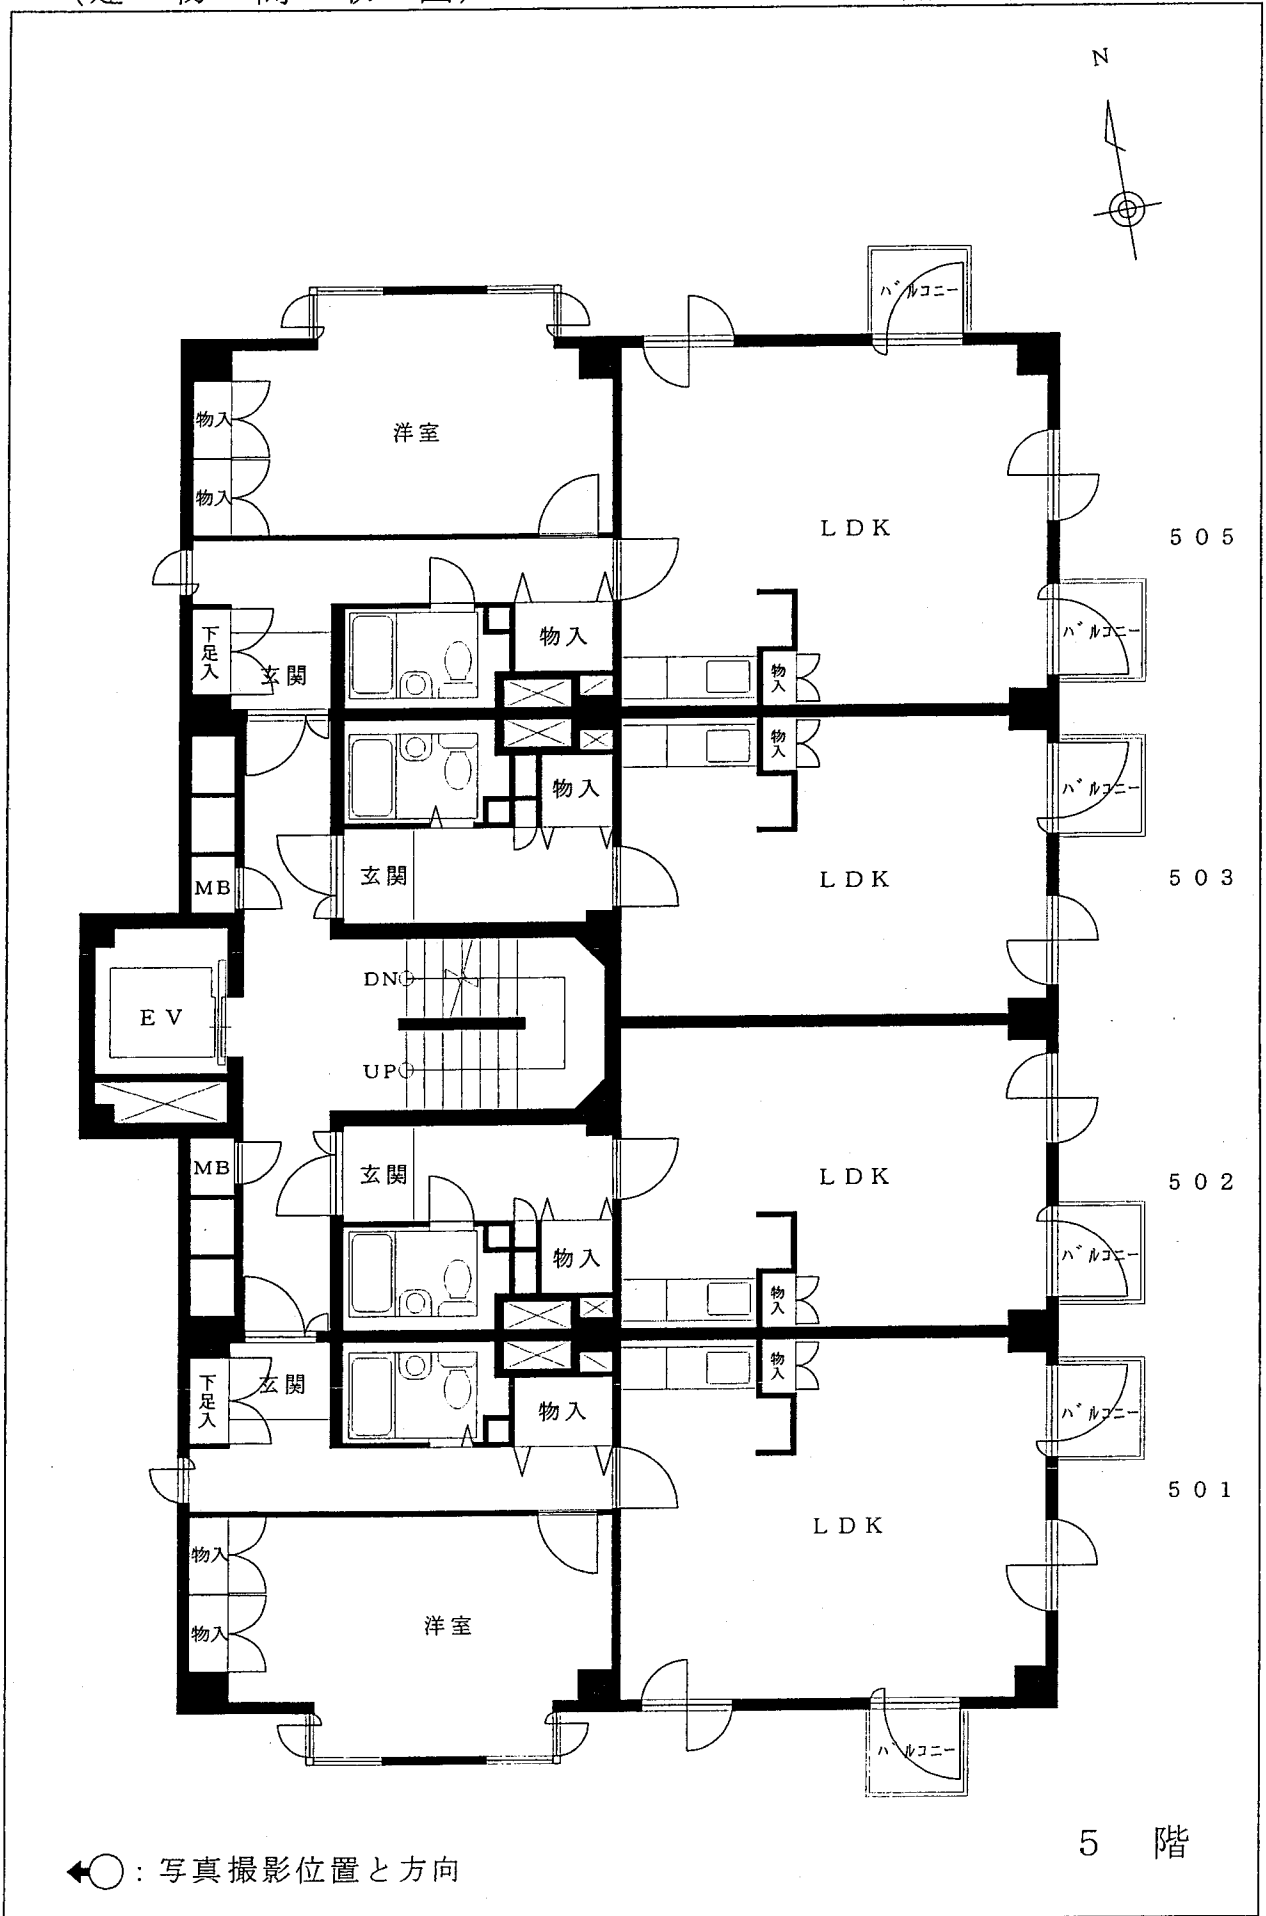 (建物間取図)
N
バルコニー
物入
洋室
物入
LDK
505
バルコニー
下足入
玄関
物入
物入
物入
バルコニー
物入
MB
玄関
LDK
503
DN
EV
UP
MB
玄関
LDK
502
バルコニー
物入
物入
下足入
玄関
物入
物入
バルコニー
501
LDK
物入
物入
洋室
バルコニー
5階
:写真撮影位置と方向